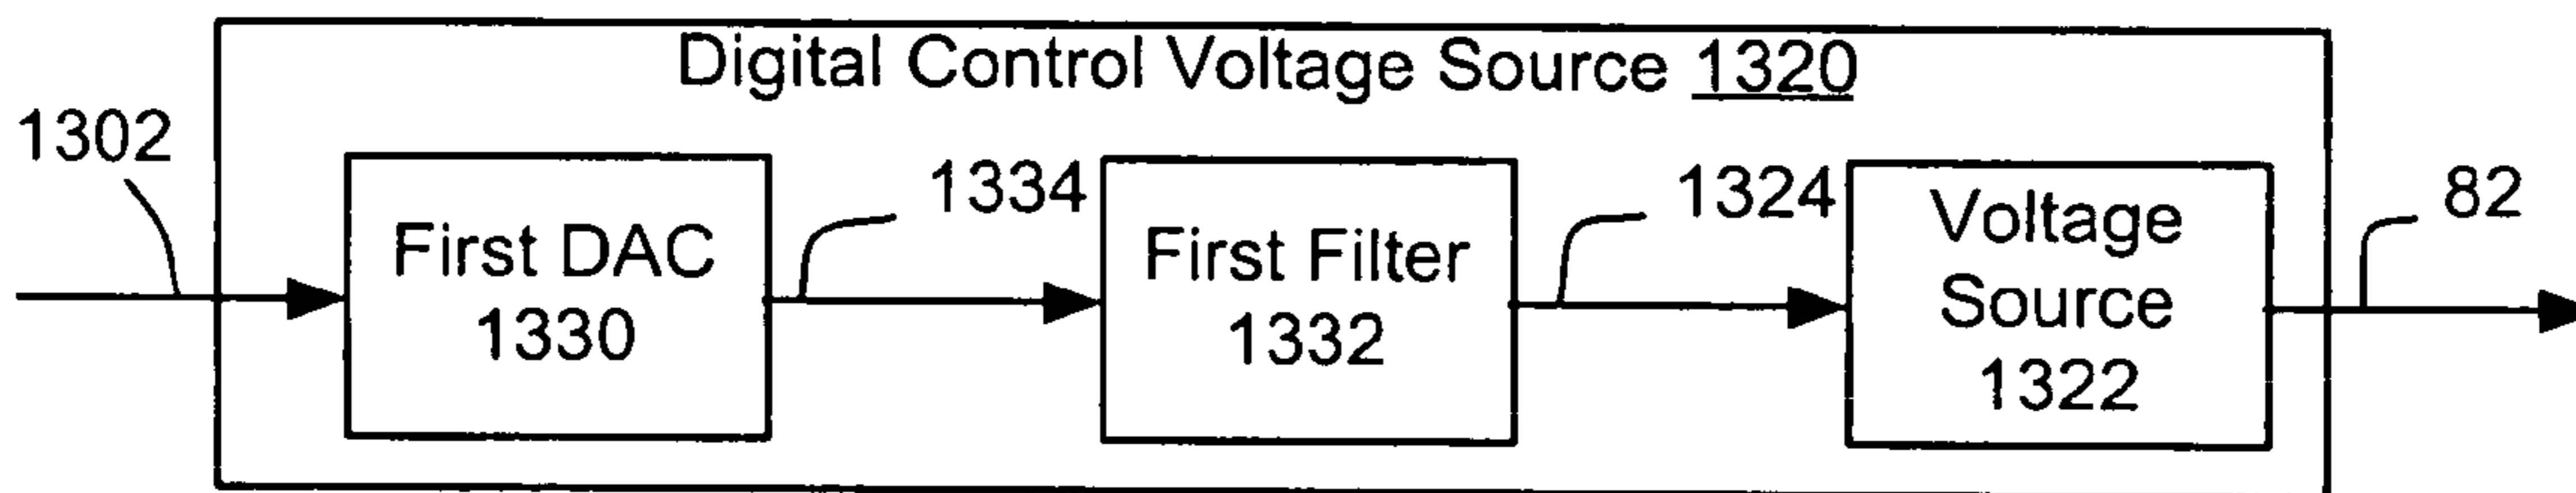 Digital Control Voltage Source 1320
1302
First DAC
1330
1334
First Filter
1332
1324
Voltage
Source
1322
82